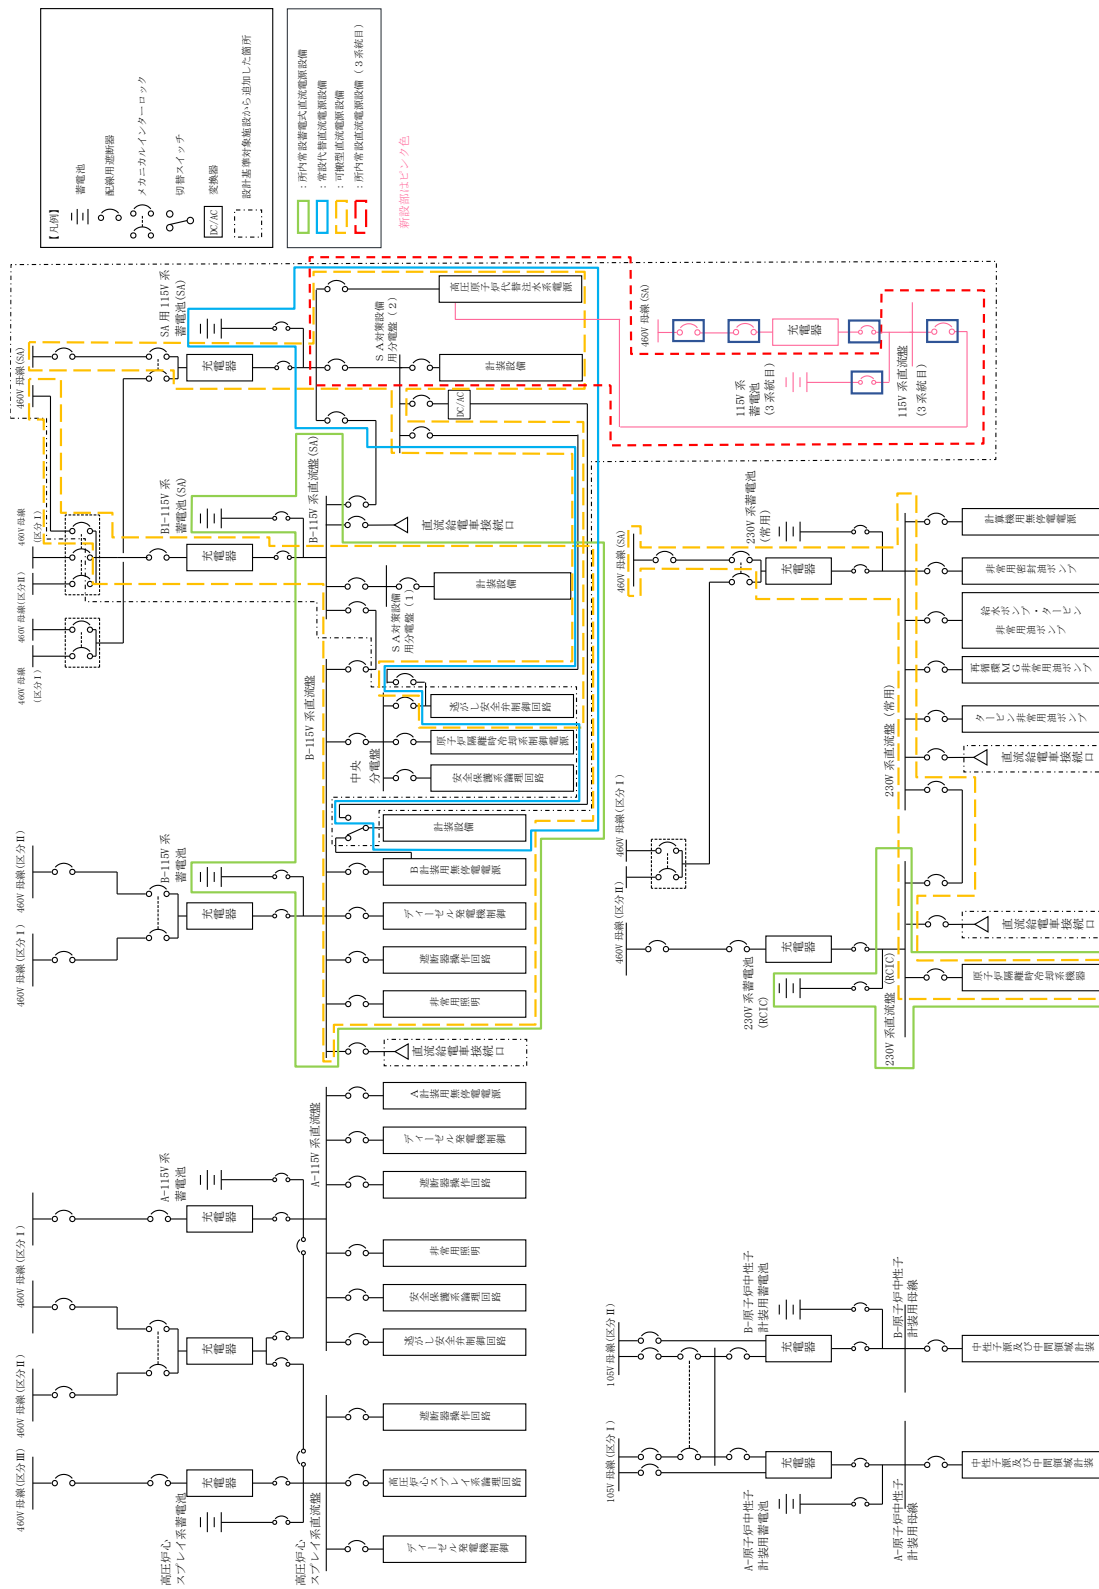 【凡例】
蓄電池
配線用遮断器
メカニカルインターロック
切替スイッチ
DC/AC
変換器
設計基準対象施設から追加した箇所
：所内常設蓄電式直流電源設備
：常設代替直流電源設備
：可搬型直流電源設備
：所内常設直流電源設備（3系統目）
新設部はピンク色
460V 母線(区分Ⅲ)
460V 母線(区分Ⅱ)
460V 母線(区分Ⅰ)
充電器
充電器
充電器
高圧炉心
スプレイ系蓄電池
A-115V 系
蓄電池
高圧炉心
スプレイ系直流盤
A-115V 系直流盤
ディーゼル発電機制御
高圧炉心スプレイ系論理回路
遮断器操作回路
逃がし安全弁制御回路
安全保護系論理回路
非常用照明
遮断器操作回路
ディーゼル発電機制御
A計装用無停電電源
460V 母線(区分Ⅰ)
460V 母線(区分Ⅱ)
充電器
B-115V 系
蓄電池
B-115V 系直流盤
直流給電車接続口
非常用照明
遮断器操作回路
ディーゼル発電機制御
B計装用無停電電源
計装設備
中央
分電盤
安全保護系論理回路
原子炉隔離時冷却系制御電源
逃がし安全弁制御回路
460V 母線
(区分Ⅰ)
460V 母線(区分Ⅱ)
460V 母線(区分Ⅱ)
460V 母線
(区分Ⅰ)
460V 母線(SA)
充電器
B1-115V 系
蓄電池(SA)
B-115V 系直流盤(SA)
直流給電車接続口
SA対策設備
用分電盤（1）
計装設備
充電器
SA 用 115V 系
蓄電池(SA)
SA対策設備
用分電盤（2）
DC/AC
計装設備
高圧原子炉代替注水系電源
460V 母線(SA)
充電器
115V 系
蓄電池
(3 系統目)
115V 系直流盤
(3 系統目)
105V 母線(区分Ⅰ)
105V 母線(区分Ⅱ)
充電器
充電器
A-原子炉中性子
計装用蓄電池
B-原子炉中性子
計装用蓄電池
A-原子炉中性子
計装用母線
B-原子炉中性子
計装用母線
中性子源及び中間領域計装
中性子源及び中間領域計装
460V 母線(区分Ⅱ)
460V 母線(区分Ⅰ)
460V 母線(SA)
充電器
230V 系蓄電池
(RCIC)
230V 系直流盤 (RCIC)
原子炉隔離時冷却系機器
直流給電車接続口
充電器
230V 系蓄電池
(常用)
230V 系直流盤 (常用)
直流給電車接続口
タービン非常用油ポンプ
再循環MG非常用油ポンプ
給水ポンプ・タービン
非常用油ポンプ
非常用密封油ポンプ
計算機用無停電電源